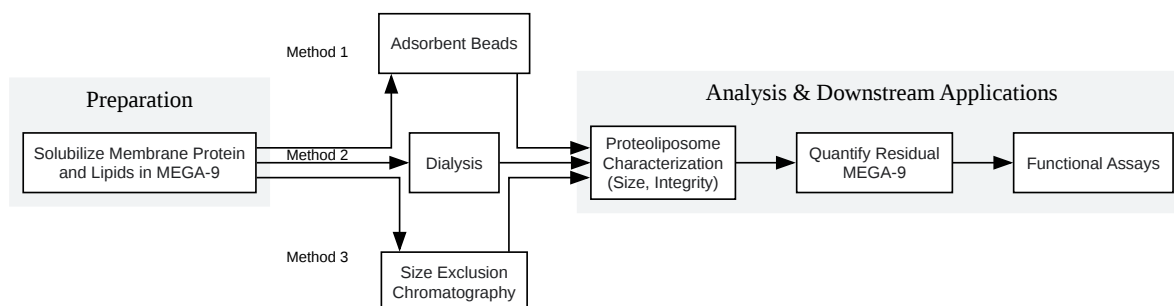 Preparation
Solubilize Membrane Protein
and Lipids in MEGA-9
Method 1
Adsorbent Beads
Method 2
Dialysis
Method 3
Size Exclusion
Chromatography
Analysis & Downstream Applications
Proteoliposome
Characterization
(Size, Integrity)
Quantify Residual
MEGA-9
Functional Assays